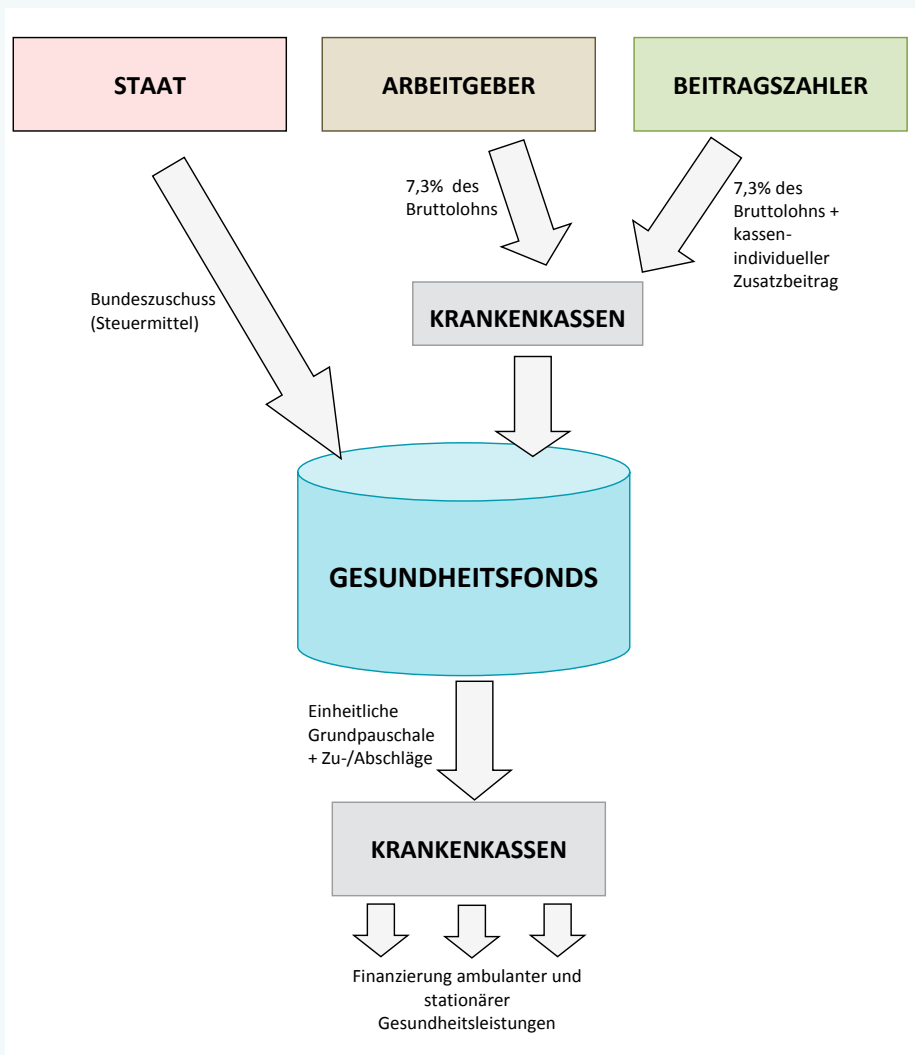 STAAT
ARBEITGEBER
BEITRAGSZAHLER
7,3% des
Bruttolohns
7,3% des
Bruttolohns +
kassen-
individueller
Zusatzbeitrag
Bundeszuschuss
(Steuermittel)
KRANKENKASSEN
GESUNDHEITSFONDS
Einheitliche
Grundpauschale
+ Zu-/Abschläge
KRANKENKASSEN
Finanzierung ambulanter und
stationärer
Gesundheitsleistungen